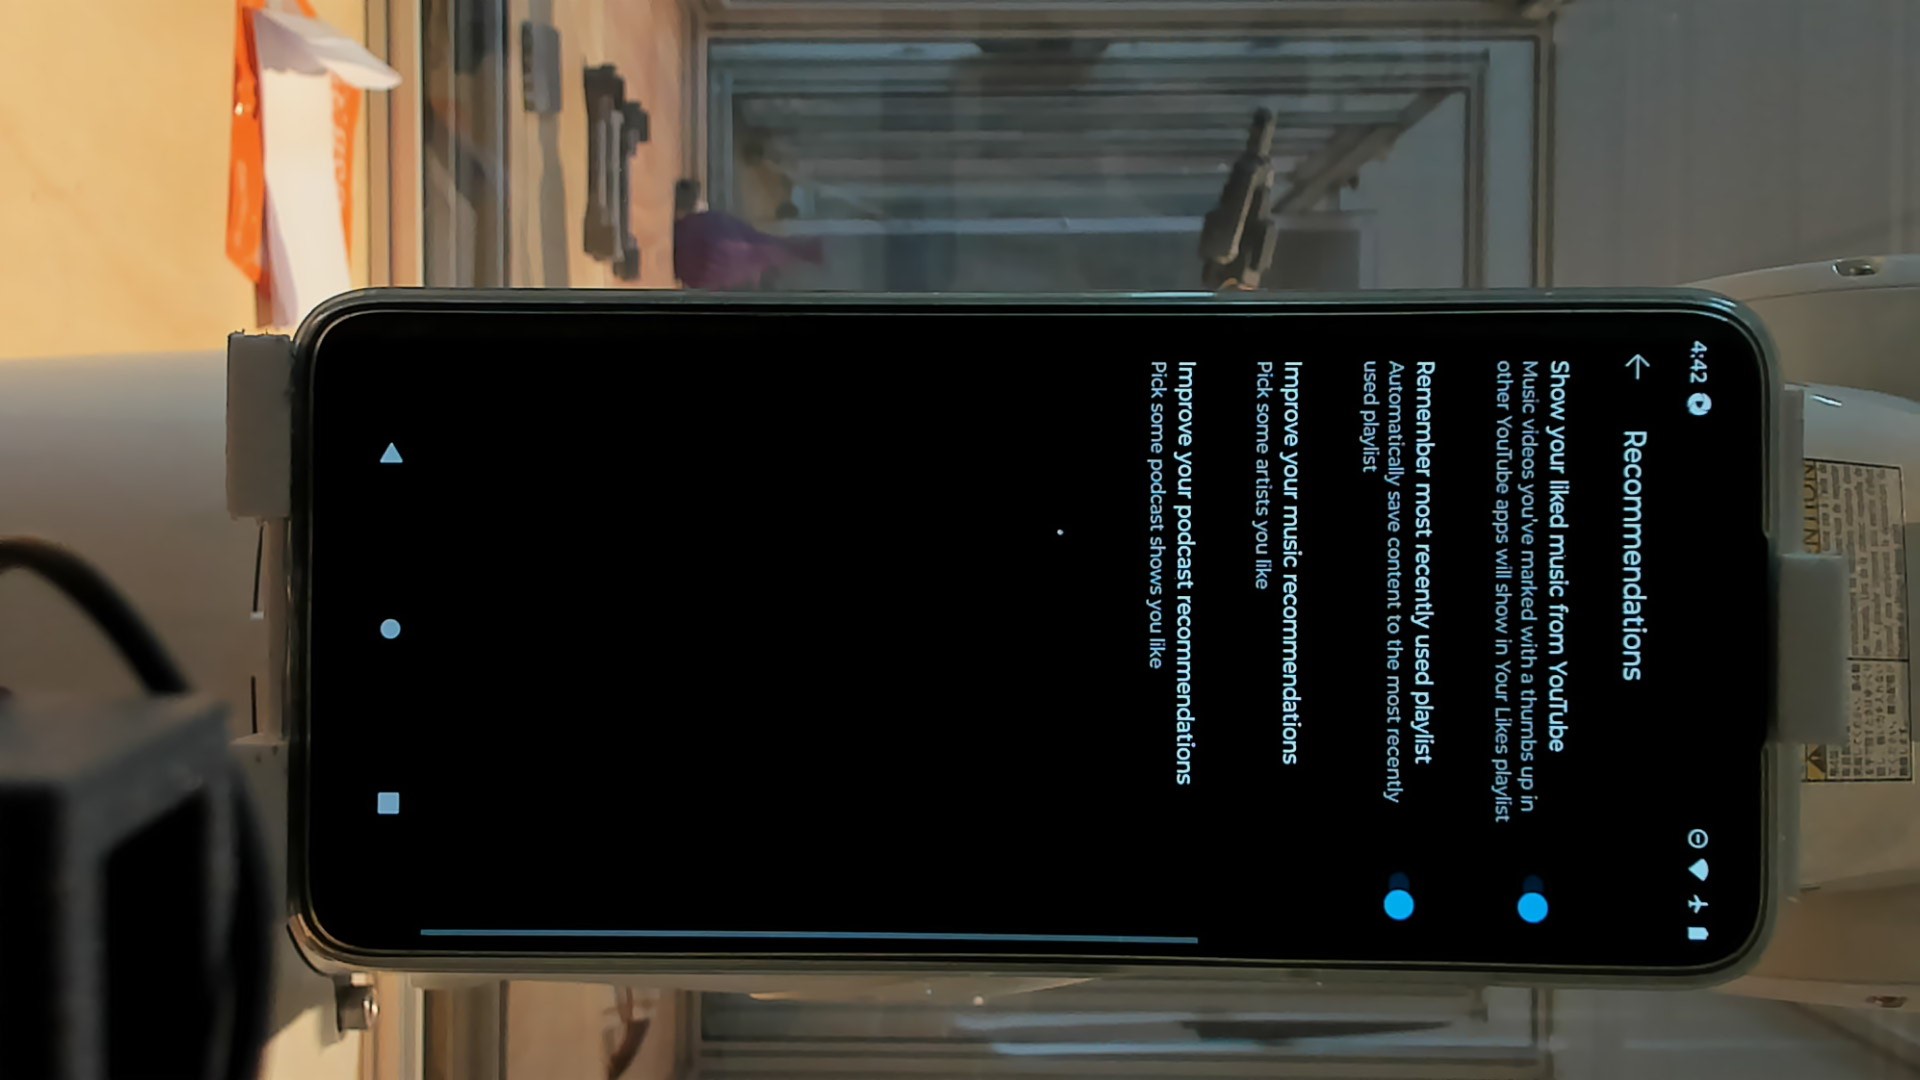 4:42
Recommendations
Show your liked music from YouTube
Music videos you've marked with a thumbs up in
other YouTube apps will show in Your Likes playlist
Remember most recently used playlist
Automatically save content to the most recently
used playlist
Improve your music recommendations
Pick some artists you like
Improve your podcast recommendations
Pick some podcast shows you like